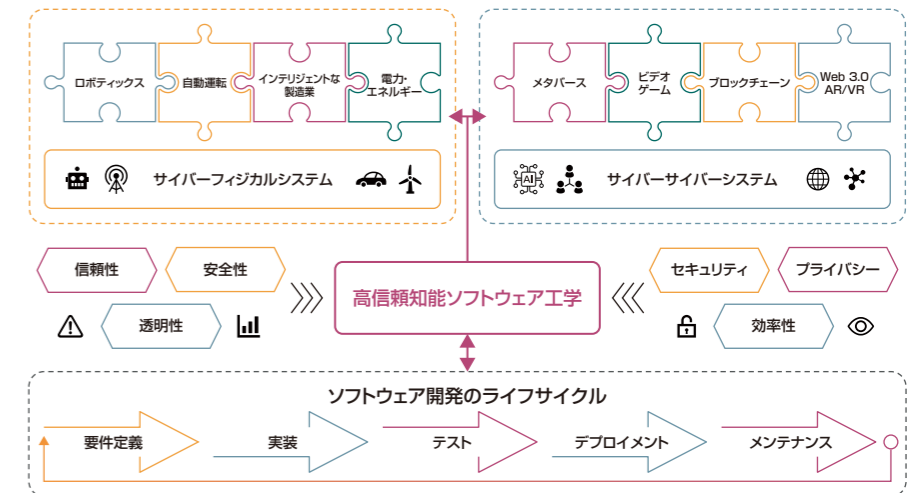 ロボティックス
自動運転
インテリジェントな
製造業
電力・
エネルギー
サイバーフィジカルシステム
メタバース
ビデオ
ゲーム
ブロックチェーン
Web 3.0
AR/VR
AI
サイバーサイバーシステム
信頼性
安全性
透明性
高信頼知能ソフトウェア工学
セキュリティ
プライバシー
効率性
ソフトウェア開発のライフサイクル
要件定義
実装
テスト
デプロイメント
メンテナンス